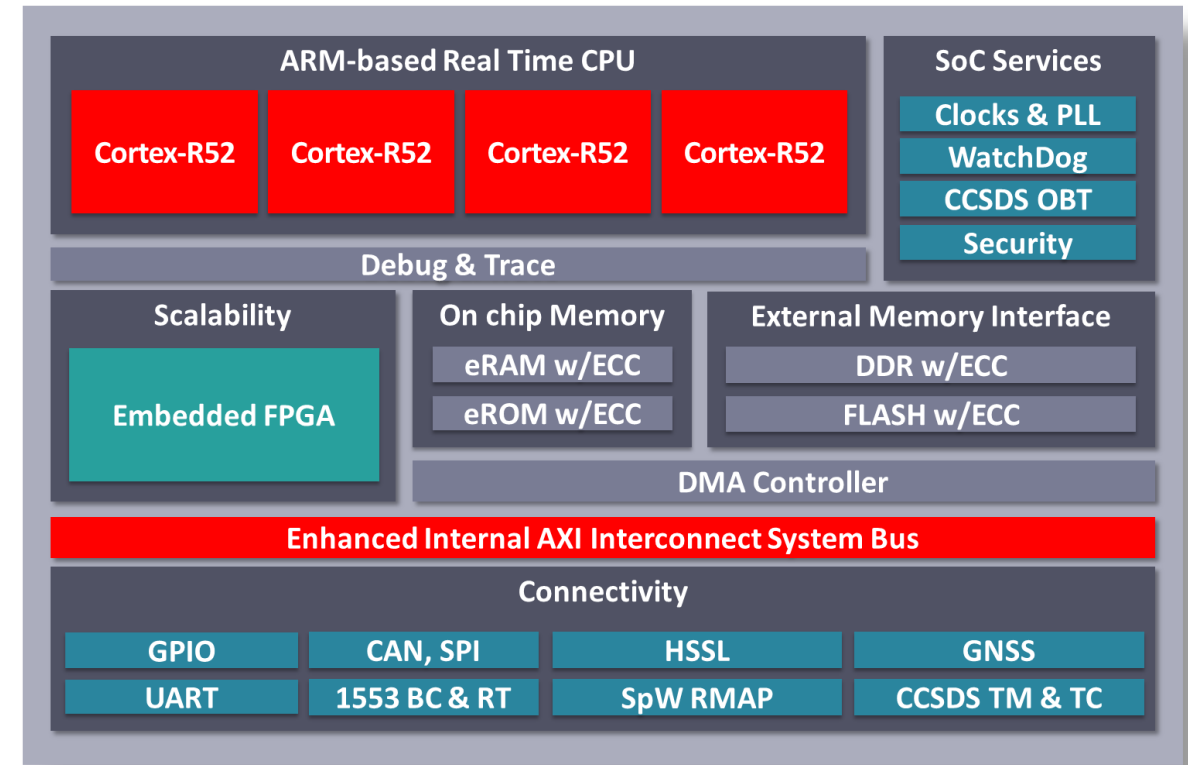 ARM-based Real Time CPU
Cortex-R52
Cortex-R52
Cortex-R52
Cortex-R52
SoC Services
Clocks & PLL
WatchDog
CCSDS OBT
Security
Debug & Trace
Scalability
Embedded FPGA
On chip Memory
eRAM w/ECC
eROM w/ECC
External Memory Interface
DDR w/ECC
FLASH w/ECC
DMA Controller
Enhanced Internal AXI Interconnect System Bus
Connectivity
GPIO
CAN, SPI
HSSL
GNSS
UART
1553 BC & RT
SpW RMAP
CCSDS TM & TC